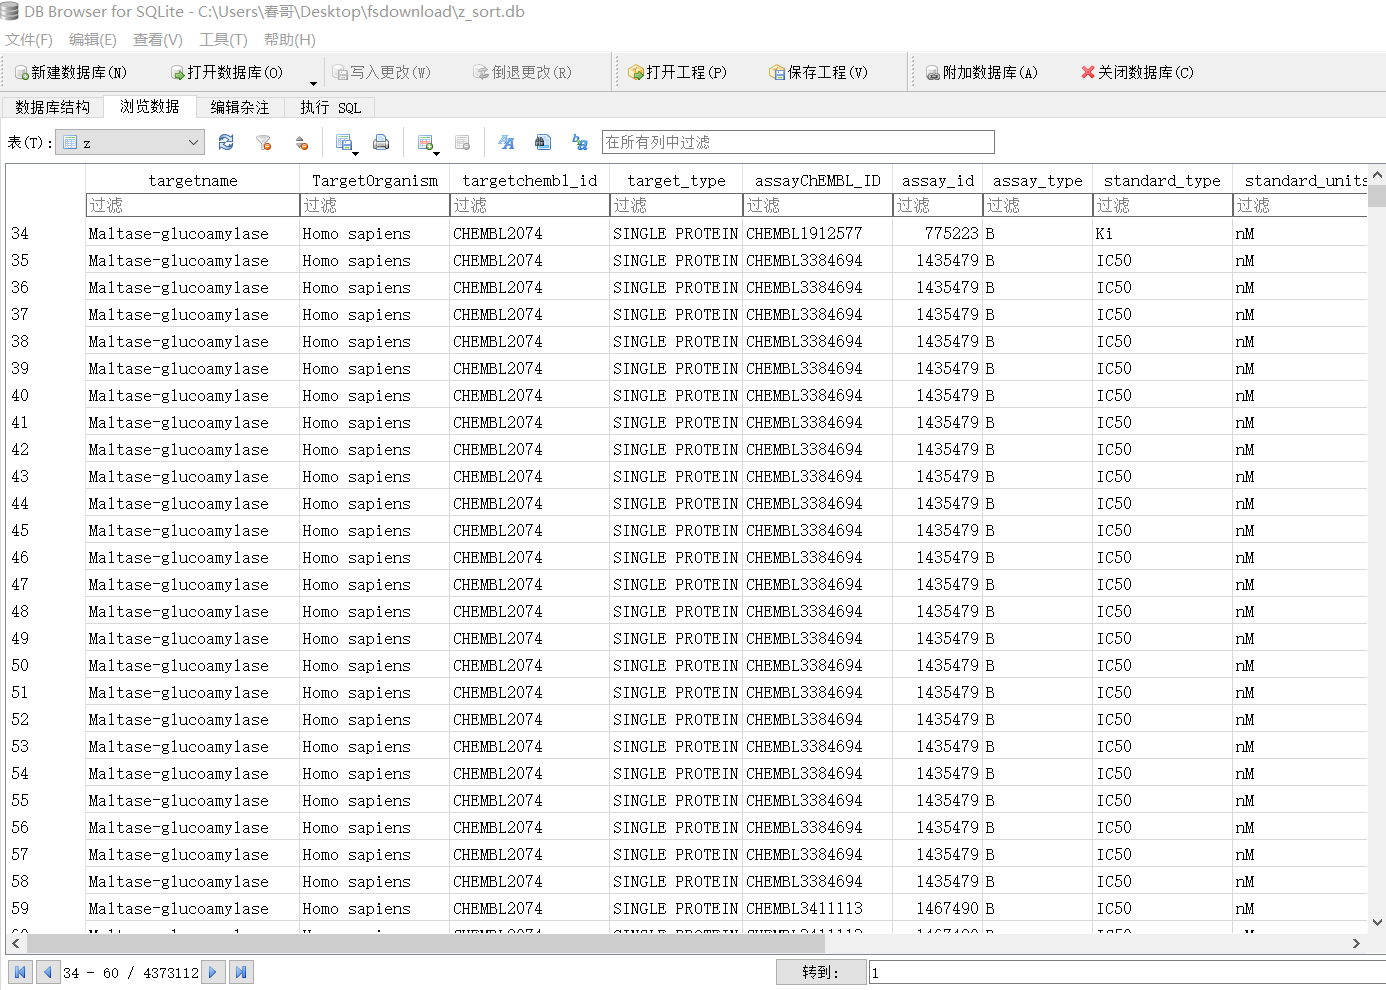 DB Browser for SQLite - C:\Users\春哥\Desktop\fsdownload\z_sort.db
文件(F) 编辑(E) 查看(V) 工具(T) 帮助(H)
新建数据库(N) 打开数据库(O) 写入更改(W) 倒退更改(R) 打开工程(P) 保存工程(V) 附加数据库(A) 关闭数据库(C)
数据库结构 浏览数据 编辑杂注 执行 SQL
表(T): z 在所有列中过滤
targetname TargetOrganism targetchembl_id target_type assayChEMBL_ID assay_id assay_type standard_type standard_units
过滤 过滤 过滤 过滤 过滤 过滤 过滤 过滤 过滤
34 Maltase-glucoamylase Homo sapiens CHEMBL2074 SINGLE PROTEIN CHEMBL1912577 775223 B Ki nM
35 Maltase-glucoamylase Homo sapiens CHEMBL2074 SINGLE PROTEIN CHEMBL3384694 1435479 B IC50 nM
36 Maltase-glucoamylase Homo sapiens CHEMBL2074 SINGLE PROTEIN CHEMBL3384694 1435479 B IC50 nM
37 Maltase-glucoamylase Homo sapiens CHEMBL2074 SINGLE PROTEIN CHEMBL3384694 1435479 B IC50 nM
38 Maltase-glucoamylase Homo sapiens CHEMBL2074 SINGLE PROTEIN CHEMBL3384694 1435479 B IC50 nM
39 Maltase-glucoamylase Homo sapiens CHEMBL2074 SINGLE PROTEIN CHEMBL3384694 1435479 B IC50 nM
40 Maltase-glucoamylase Homo sapiens CHEMBL2074 SINGLE PROTEIN CHEMBL3384694 1435479 B IC50 nM
41 Maltase-glucoamylase Homo sapiens CHEMBL2074 SINGLE PROTEIN CHEMBL3384694 1435479 B IC50 nM
42 Maltase-glucoamylase Homo sapiens CHEMBL2074 SINGLE PROTEIN CHEMBL3384694 1435479 B IC50 nM
43 Maltase-glucoamylase Homo sapiens CHEMBL2074 SINGLE PROTEIN CHEMBL3384694 1435479 B IC50 nM
44 Maltase-glucoamylase Homo sapiens CHEMBL2074 SINGLE PROTEIN CHEMBL3384694 1435479 B IC50 nM
45 Maltase-glucoamylase Homo sapiens CHEMBL2074 SINGLE PROTEIN CHEMBL3384694 1435479 B IC50 nM
46 Maltase-glucoamylase Homo sapiens CHEMBL2074 SINGLE PROTEIN CHEMBL3384694 1435479 B IC50 nM
47 Maltase-glucoamylase Homo sapiens CHEMBL2074 SINGLE PROTEIN CHEMBL3384694 1435479 B IC50 nM
48 Maltase-glucoamylase Homo sapiens CHEMBL2074 SINGLE PROTEIN CHEMBL3384694 1435479 B IC50 nM
49 Maltase-glucoamylase Homo sapiens CHEMBL2074 SINGLE PROTEIN CHEMBL3384694 1435479 B IC50 nM
50 Maltase-glucoamylase Homo sapiens CHEMBL2074 SINGLE PROTEIN CHEMBL3384694 1435479 B IC50 nM
51 Maltase-glucoamylase Homo sapiens CHEMBL2074 SINGLE PROTEIN CHEMBL3384694 1435479 B IC50 nM
52 Maltase-glucoamylase Homo sapiens CHEMBL2074 SINGLE PROTEIN CHEMBL3384694 1435479 B IC50 nM
53 Maltase-glucoamylase Homo sapiens CHEMBL2074 SINGLE PROTEIN CHEMBL3384694 1435479 B IC50 nM
54 Maltase-glucoamylase Homo sapiens CHEMBL2074 SINGLE PROTEIN CHEMBL3384694 1435479 B IC50 nM
55 Maltase-glucoamylase Homo sapiens CHEMBL2074 SINGLE PROTEIN CHEMBL3384694 1435479 B IC50 nM
56 Maltase-glucoamylase Homo sapiens CHEMBL2074 SINGLE PROTEIN CHEMBL3384694 1435479 B IC50 nM
57 Maltase-glucoamylase Homo sapiens CHEMBL2074 SINGLE PROTEIN CHEMBL3384694 1435479 B IC50 nM
58 Maltase-glucoamylase Homo sapiens CHEMBL2074 SINGLE PROTEIN CHEMBL3384694 1435479 B IC50 nM
59 Maltase-glucoamylase Homo sapiens CHEMBL2074 SINGLE PROTEIN CHEMBL3411113 1467490 B IC50 nM
34 - 60 / 4373112 转到: 1